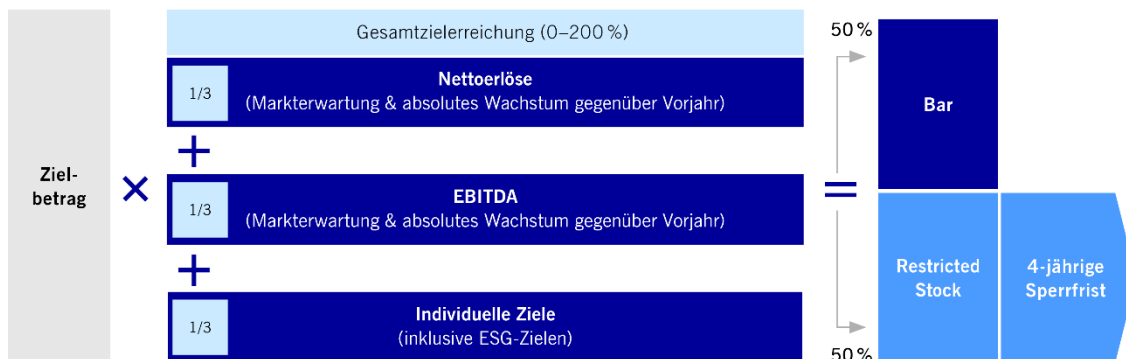 Ziel-
betrag
×
Gesamtzielerreichung (0–200 %)
1/3
Nettoerlöse
(Markterwartung & absolutes Wachstum gegenüber Vorjahr)
+
1/3
EBITDA
(Markterwartung & absolutes Wachstum gegenüber Vorjahr)
+
1/3
Individuelle Ziele
(inklusive ESG-Zielen)
=
50 %
Bar
Restricted
Stock
4-jährige
Sperrfrist
50 %